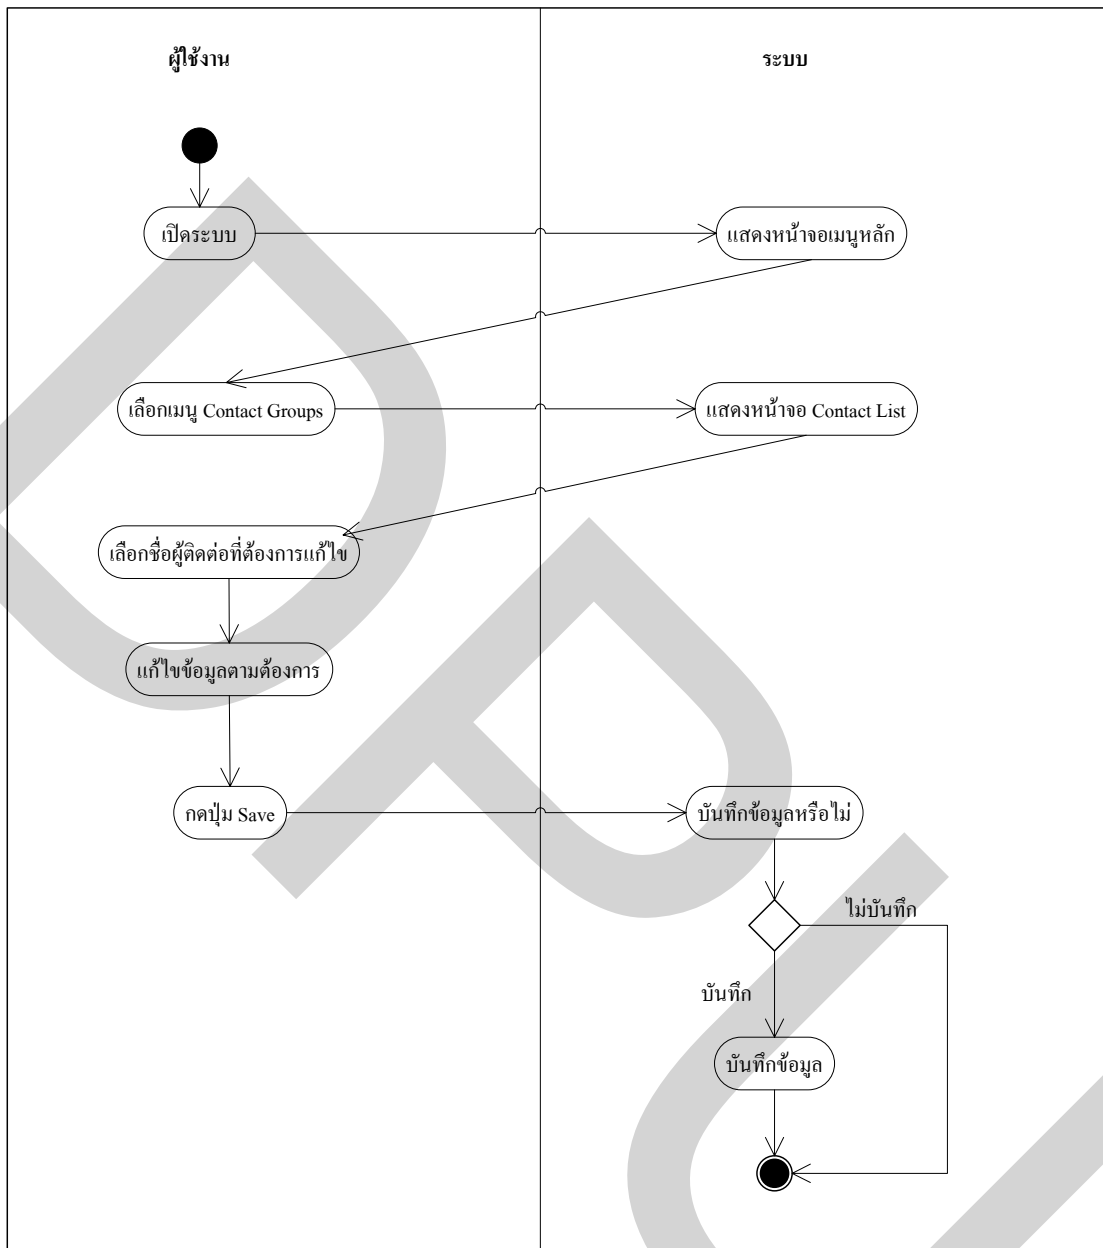 ผู้ใช้งาน
ระบบ
เปิดระบบ
แสดงหน้าจอเมนูหลัก
เลือกเมนู Contact Groups
แสดงหน้าจอ Contact List
เลือกชื่อผู้ติดต่อที่ต้องการแก้ไข
แก้ไขข้อมูลตามต้องการ
กดปุ่ม Save
บันทึกข้อมูลหรือไม่
ไม่บันทึก
บันทึก
บันทึกข้อมูล